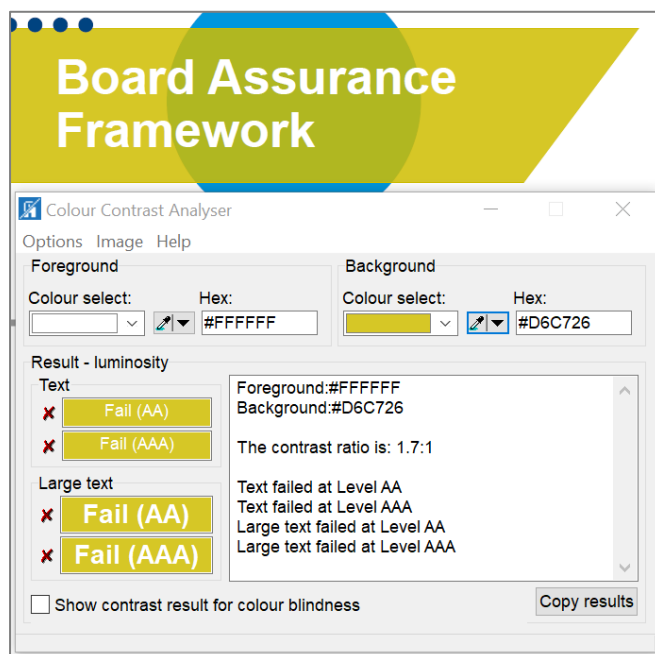 Board Assurance
Framework
Colour Contrast Analyser
Options Image Help
Foreground
Colour select: Hex:
#FFFFFF
Background
Colour select: Hex:
#D6C726
Result - luminosity
Text
Fail (AA)
Fail (AAA)
Large text
Fail (AA)
Fail (AAA)
Foreground:#FFFFFF
Background:#D6C726
The contrast ratio is: 1.7:1
Text failed at Level AA
Text failed at Level AAA
Large text failed at Level AA
Large text failed at Level AAA
Show contrast result for colour blindness
Copy results